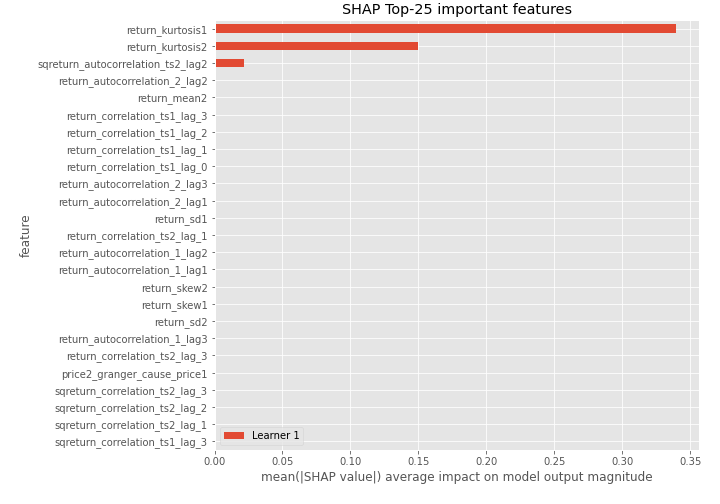 SHAP Top-25 important features
return_kurtosis1
return_kurtosis2
sqreturn_autocorrelation_ts2_lag2
return_autocorrelation_2_lag2
return_mean2
return_correlation_ts1_lag_3
return_correlation_ts1_lag_2
return_correlation_ts1_lag_1
return_correlation_ts1_lag_0
return_autocorrelation_2_lag3
return_autocorrelation_2_lag1
return_sd1
return_correlation_ts2_lag_1
return_autocorrelation_1_lag2
return_autocorrelation_1_lag1
return_skew2
return_skew1
return_sd2
return_autocorrelation_1_lag3
return_correlation_ts2_lag_3
price2_granger_cause_price1
sqreturn_correlation_ts2_lag_3
sqreturn_correlation_ts2_lag_2
sqreturn_correlation_ts2_lag_1
sqreturn_correlation_ts1_lag_3
feature
Learner 1
0.00 0.05 0.10 0.15 0.20 0.25 0.30 0.35
mean(|SHAP value|) average impact on model output magnitude